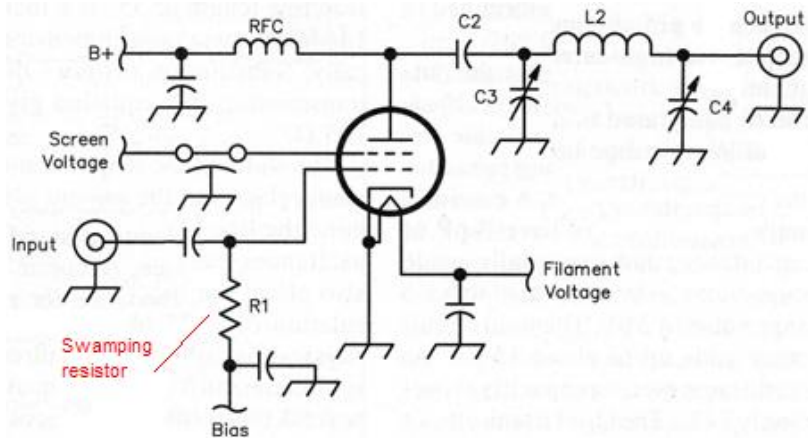 RFC
C2
L2
Output
B+
C3
C4
Screen
Voltage
Input
Filament
Voltage
R1
Swamping
resistor
Bias